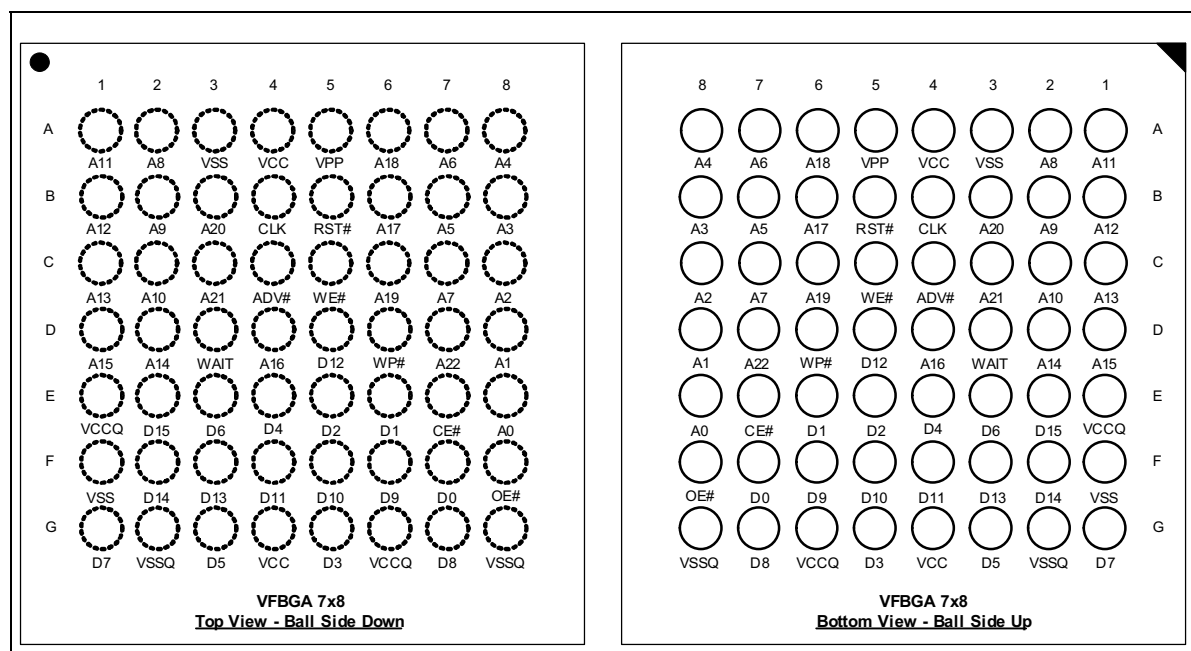 1 2 3 4 5 6 7 8
A
A11 A8 VSS VCC VPP A18 A6 A4
B
A12 A9 A20 CLK RST# A17 A5 A3
C
A13 A10 A21 ADV# WE# A19 A7 A2
D
A15 A14 WAIT A16 D12 WP# A22 A1
E
VCCQ D15 D6 D4 D2 D1 CE# A0
F
VSS D14 D13 D11 D10 D9 D0 OE#
G
D7 VSSQ D5 VCC D3 VCCQ D8 VSSQ
VFBGA 7x8
Top View - Ball Side Down
8 7 6 5 4 3 2 1
A
A4 A6 A18 VPP VCC VSS A8 A11
B
A3 A5 A17 RST# CLK A20 A9 A12
C
A2 A7 A19 WE# ADV# A21 A10 A13
D
A1 A22 WP# D12 A16 WAIT A14 A15
E
A0 CE# D1 D2 D4 D6 D15 VCCQ
F
OE# D0 D9 D10 D11 D13 D14 VSS
G
VSSQ D8 VCCQ D3 VCC D5 VSSQ D7
VFBGA 7x8
Bottom View - Ball Side Up